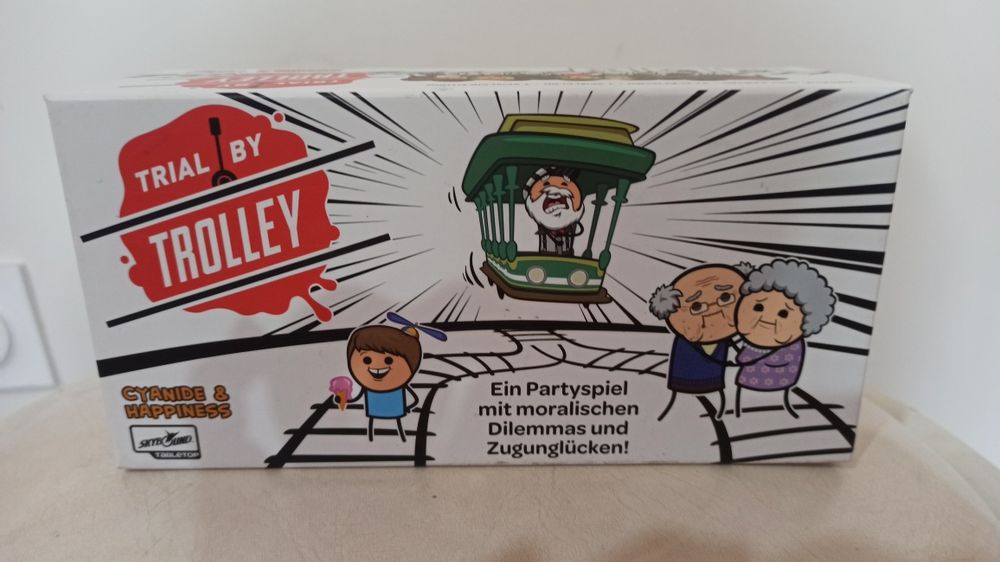 TRIAL BY
TROLLEY
CYANIDE &
HAPPINESS
SKYBOUND
TABLETOP
Ein Partyspiel
mit moralischen
Dilemmas und
Zugunglücken!